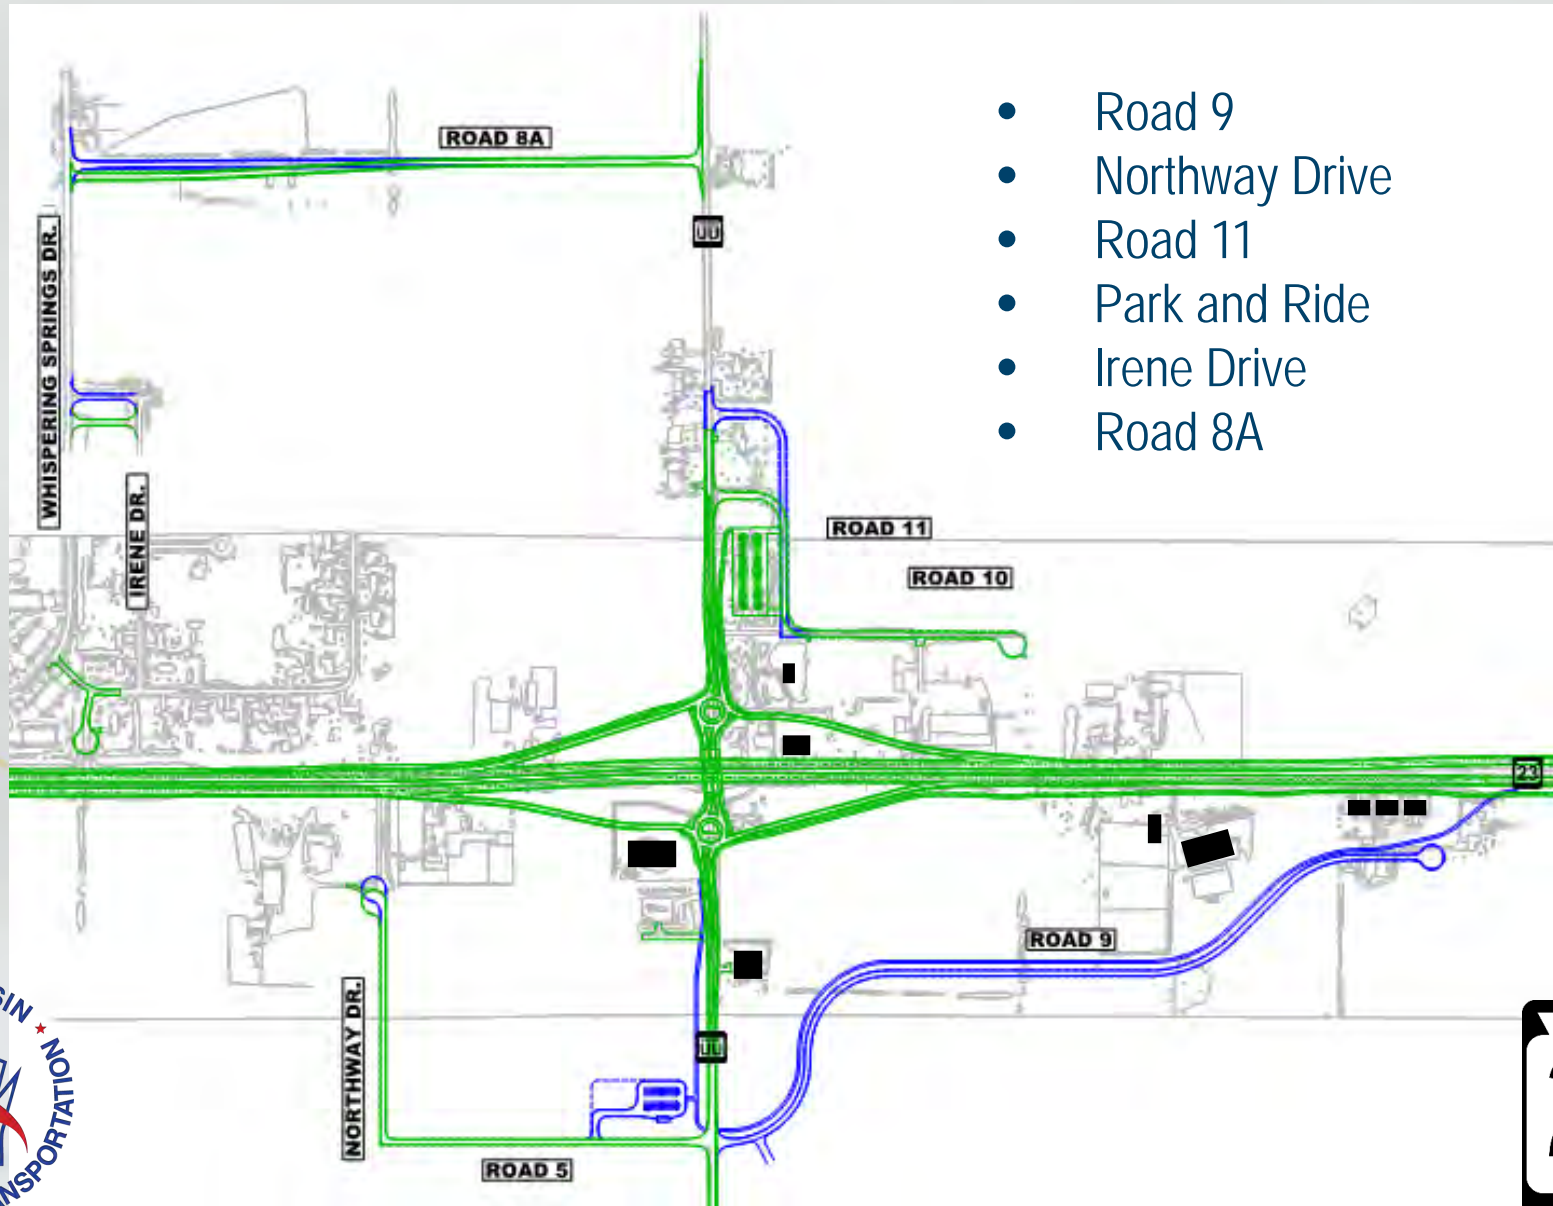 • Road 9
• Northway Drive
• Road 11
• Park and Ride
• Irene Drive
• Road 8A
ROAD 8A
UU
WHISPERING SPRINGS DR.
IRENE DR.
ROAD 11
ROAD 10
23
ROAD 9
UU
NORTHWAY DR.
ROAD 5